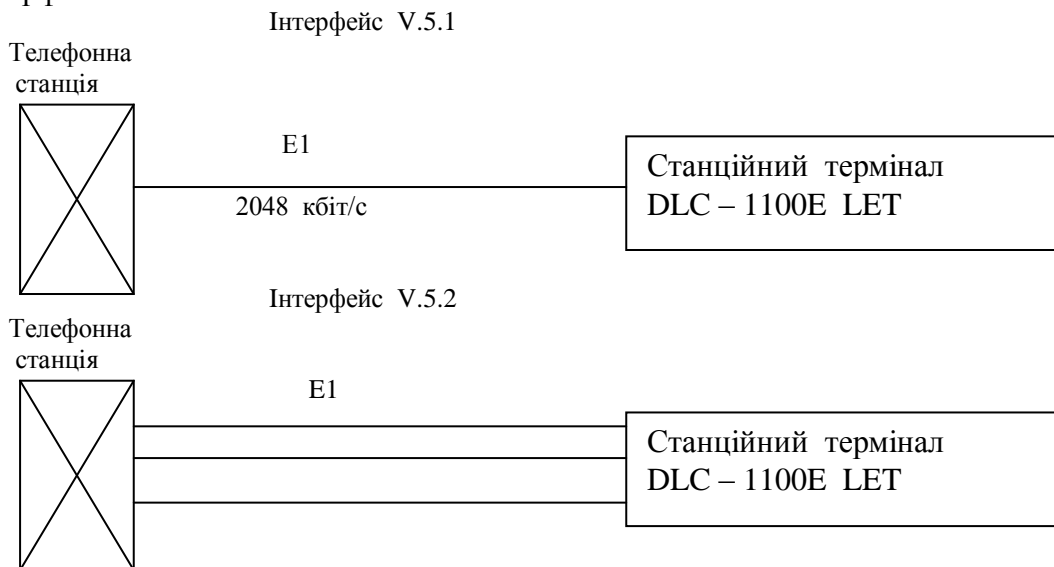 Інтерфейс V.5.1
Телефонна
станція
E1
2048 кбіт/с
Станційний термінал
DLC – 1100E LET
Інтерфейс V.5.2
Телефонна
станція
E1
Станційний термінал
DLC – 1100E LET